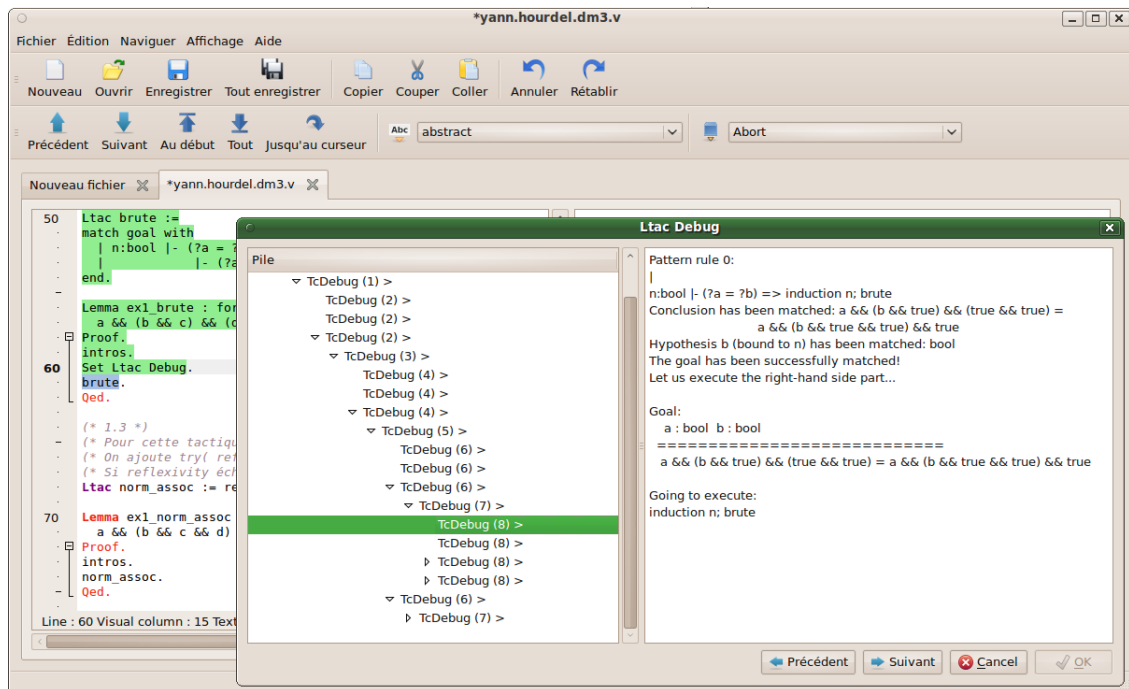 *yann.hourdel.dm3.v
Fichier Édition Naviguer Affichage Aide
Nouveau Ouvrir Enregistrer Tout enregistrer Copier Couper Coller Annuler Rétablir
Précédent Suivant Au début Tout Jusqu'au curseur Abc abstract Abort
Nouveau fichier *yann.hourdel.dm3.v
50 Ltac brute :=
match goal with
| n:bool |- (?a = ?
| |- (?a
end.
Lemma ex1_brute : for
a && (b && c) && (d
Proof.
intros.
60 Set Ltac Debug.
brute.
Qed.
(* 1.3 *)
(* Pour cette tactiqu
(* On ajoute try( ref
(* Si reflexivity éch
Ltac norm_assoc := re
70 Lemma ex1_norm_assoc
a && (b && c && d)
Proof.
intros.
norm_assoc.
Qed.
Line : 60 Visual column : 15 Text
Ltac Debug
Pile
TcDebug (1) >
TcDebug (2) >
TcDebug (2) >
TcDebug (2) >
TcDebug (3) >
TcDebug (4) >
TcDebug (4) >
TcDebug (4) >
TcDebug (5) >
TcDebug (6) >
TcDebug (6) >
TcDebug (6) >
TcDebug (7) >
TcDebug (8) >
TcDebug (8) >
TcDebug (8) >
TcDebug (8) >
TcDebug (6) >
TcDebug (7) >
Pattern rule 0:
|
n:bool |- (?a = ?b) => induction n; brute
Conclusion has been matched: a && (b && true) && (true && true) =
a && (b && true && true) && true
Hypothesis b (bound to n) has been matched: bool
The goal has been successfully matched!
Let us execute the right-hand side part...
Goal:
a : bool b : bool
============================
a && (b && true) && (true && true) = a && (b && true && true) && true
Going to execute:
induction n; brute
Précédent Suivant Cancel OK